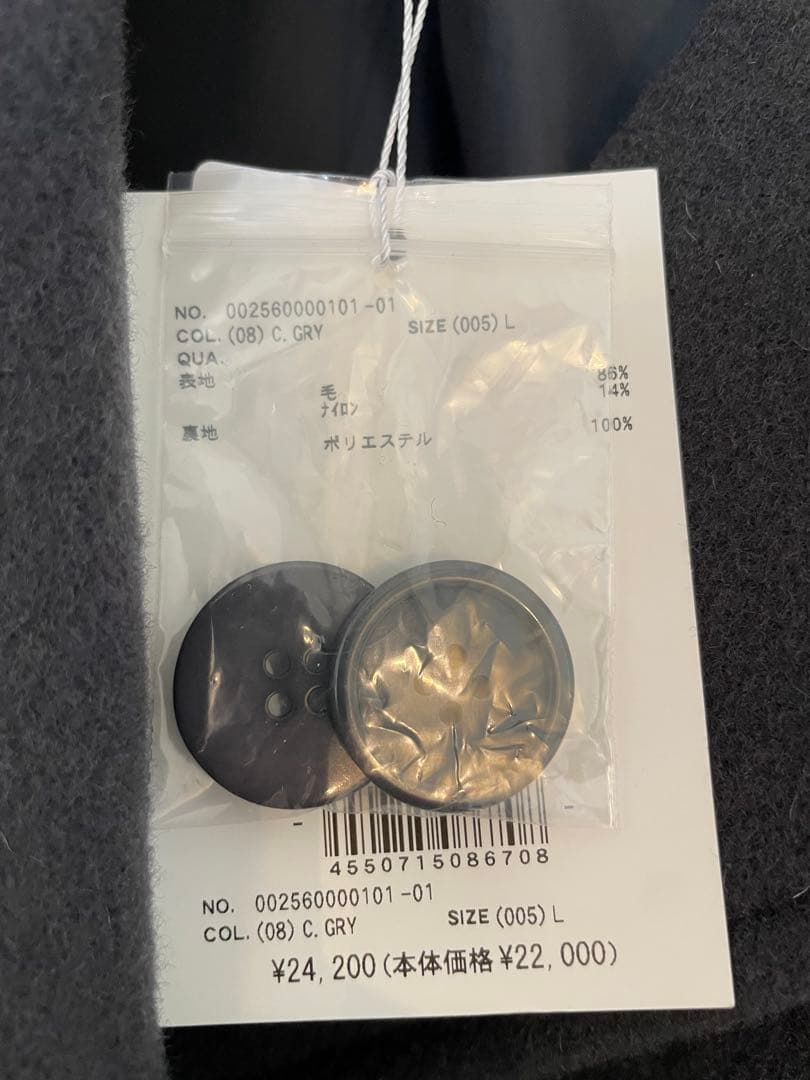 NO. 002560000101-01
COL. (08) C. GRY SIZE (005) L
QUA.
表地 毛 86%
ﾅｲﾛﾝ 14%
裏地 ポリエステル 100%
4550715086708
NO. 002560000101-01
COL. (08) C. GRY SIZE (005) L
¥24,200(本体価格¥22,000)